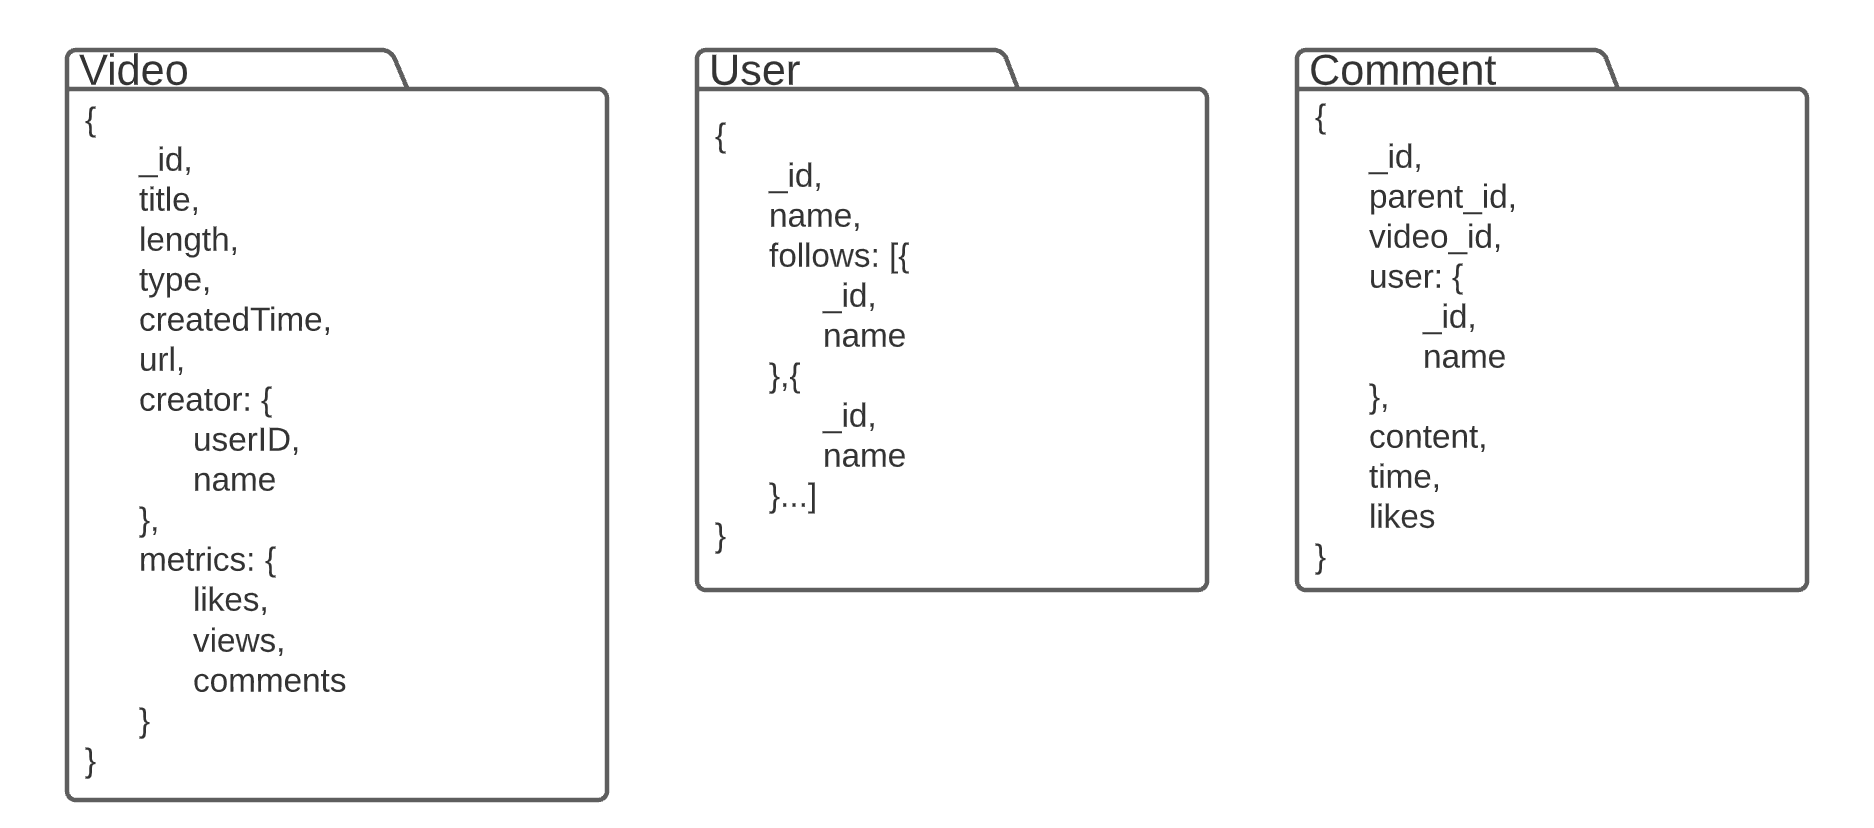 Video
{
_id,
title,
length,
type,
createdTime,
url,
creator: {
userID,
name
},
metrics: {
likes,
views,
comments
}
}
User
{
_id,
name,
follows: [{
_id,
name
},{
_id,
name
}...]
}
Comment
{
_id,
parent_id,
video_id,
user: {
_id,
name
},
content,
time,
likes
}